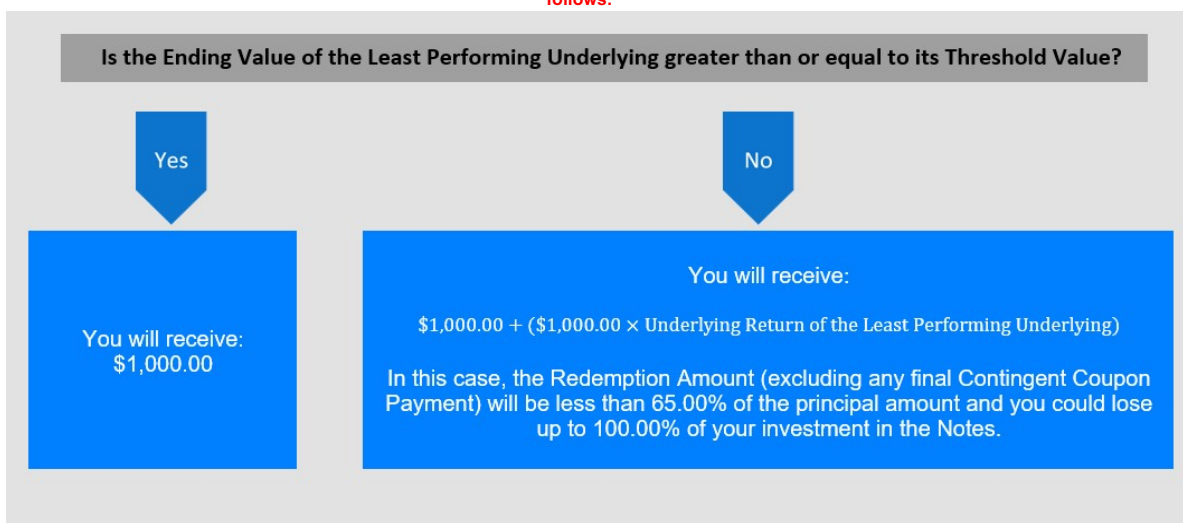 follows:
Is the Ending Value of the Least Performing Underlying greater than or equal to its Threshold Value?
Yes
No
You will receive:
$1,000.00
You will receive:
$1,000.00 + ($1,000.00 × Underlying Return of the Least Performing Underlying)
In this case, the Redemption Amount (excluding any final Contingent Coupon
Payment) will be less than 65.00% of the principal amount and you could lose
up to 100.00% of your investment in the Notes.